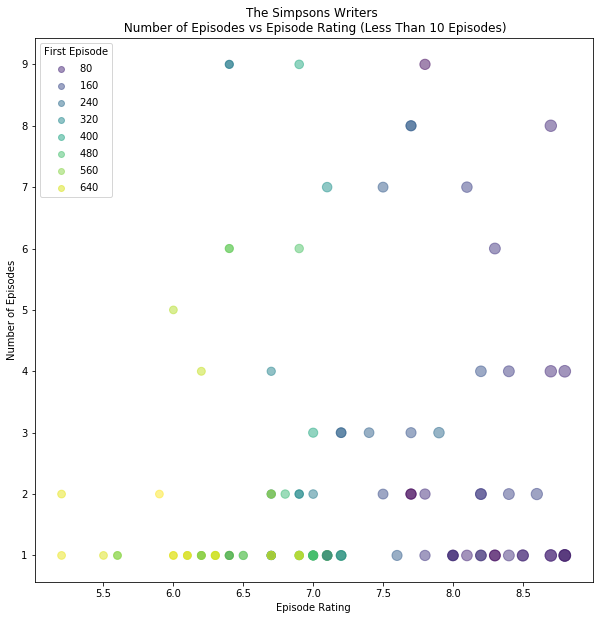 The Simpsons Writers
Number of Episodes vs Episode Rating (Less Than 10 Episodes)
First Episode
80
160
240
320
400
480
560
640
9
8
7
6
5
4
3
2
1
Number of Episodes
5.5 6.0 6.5 7.0 7.5 8.0 8.5
Episode Rating